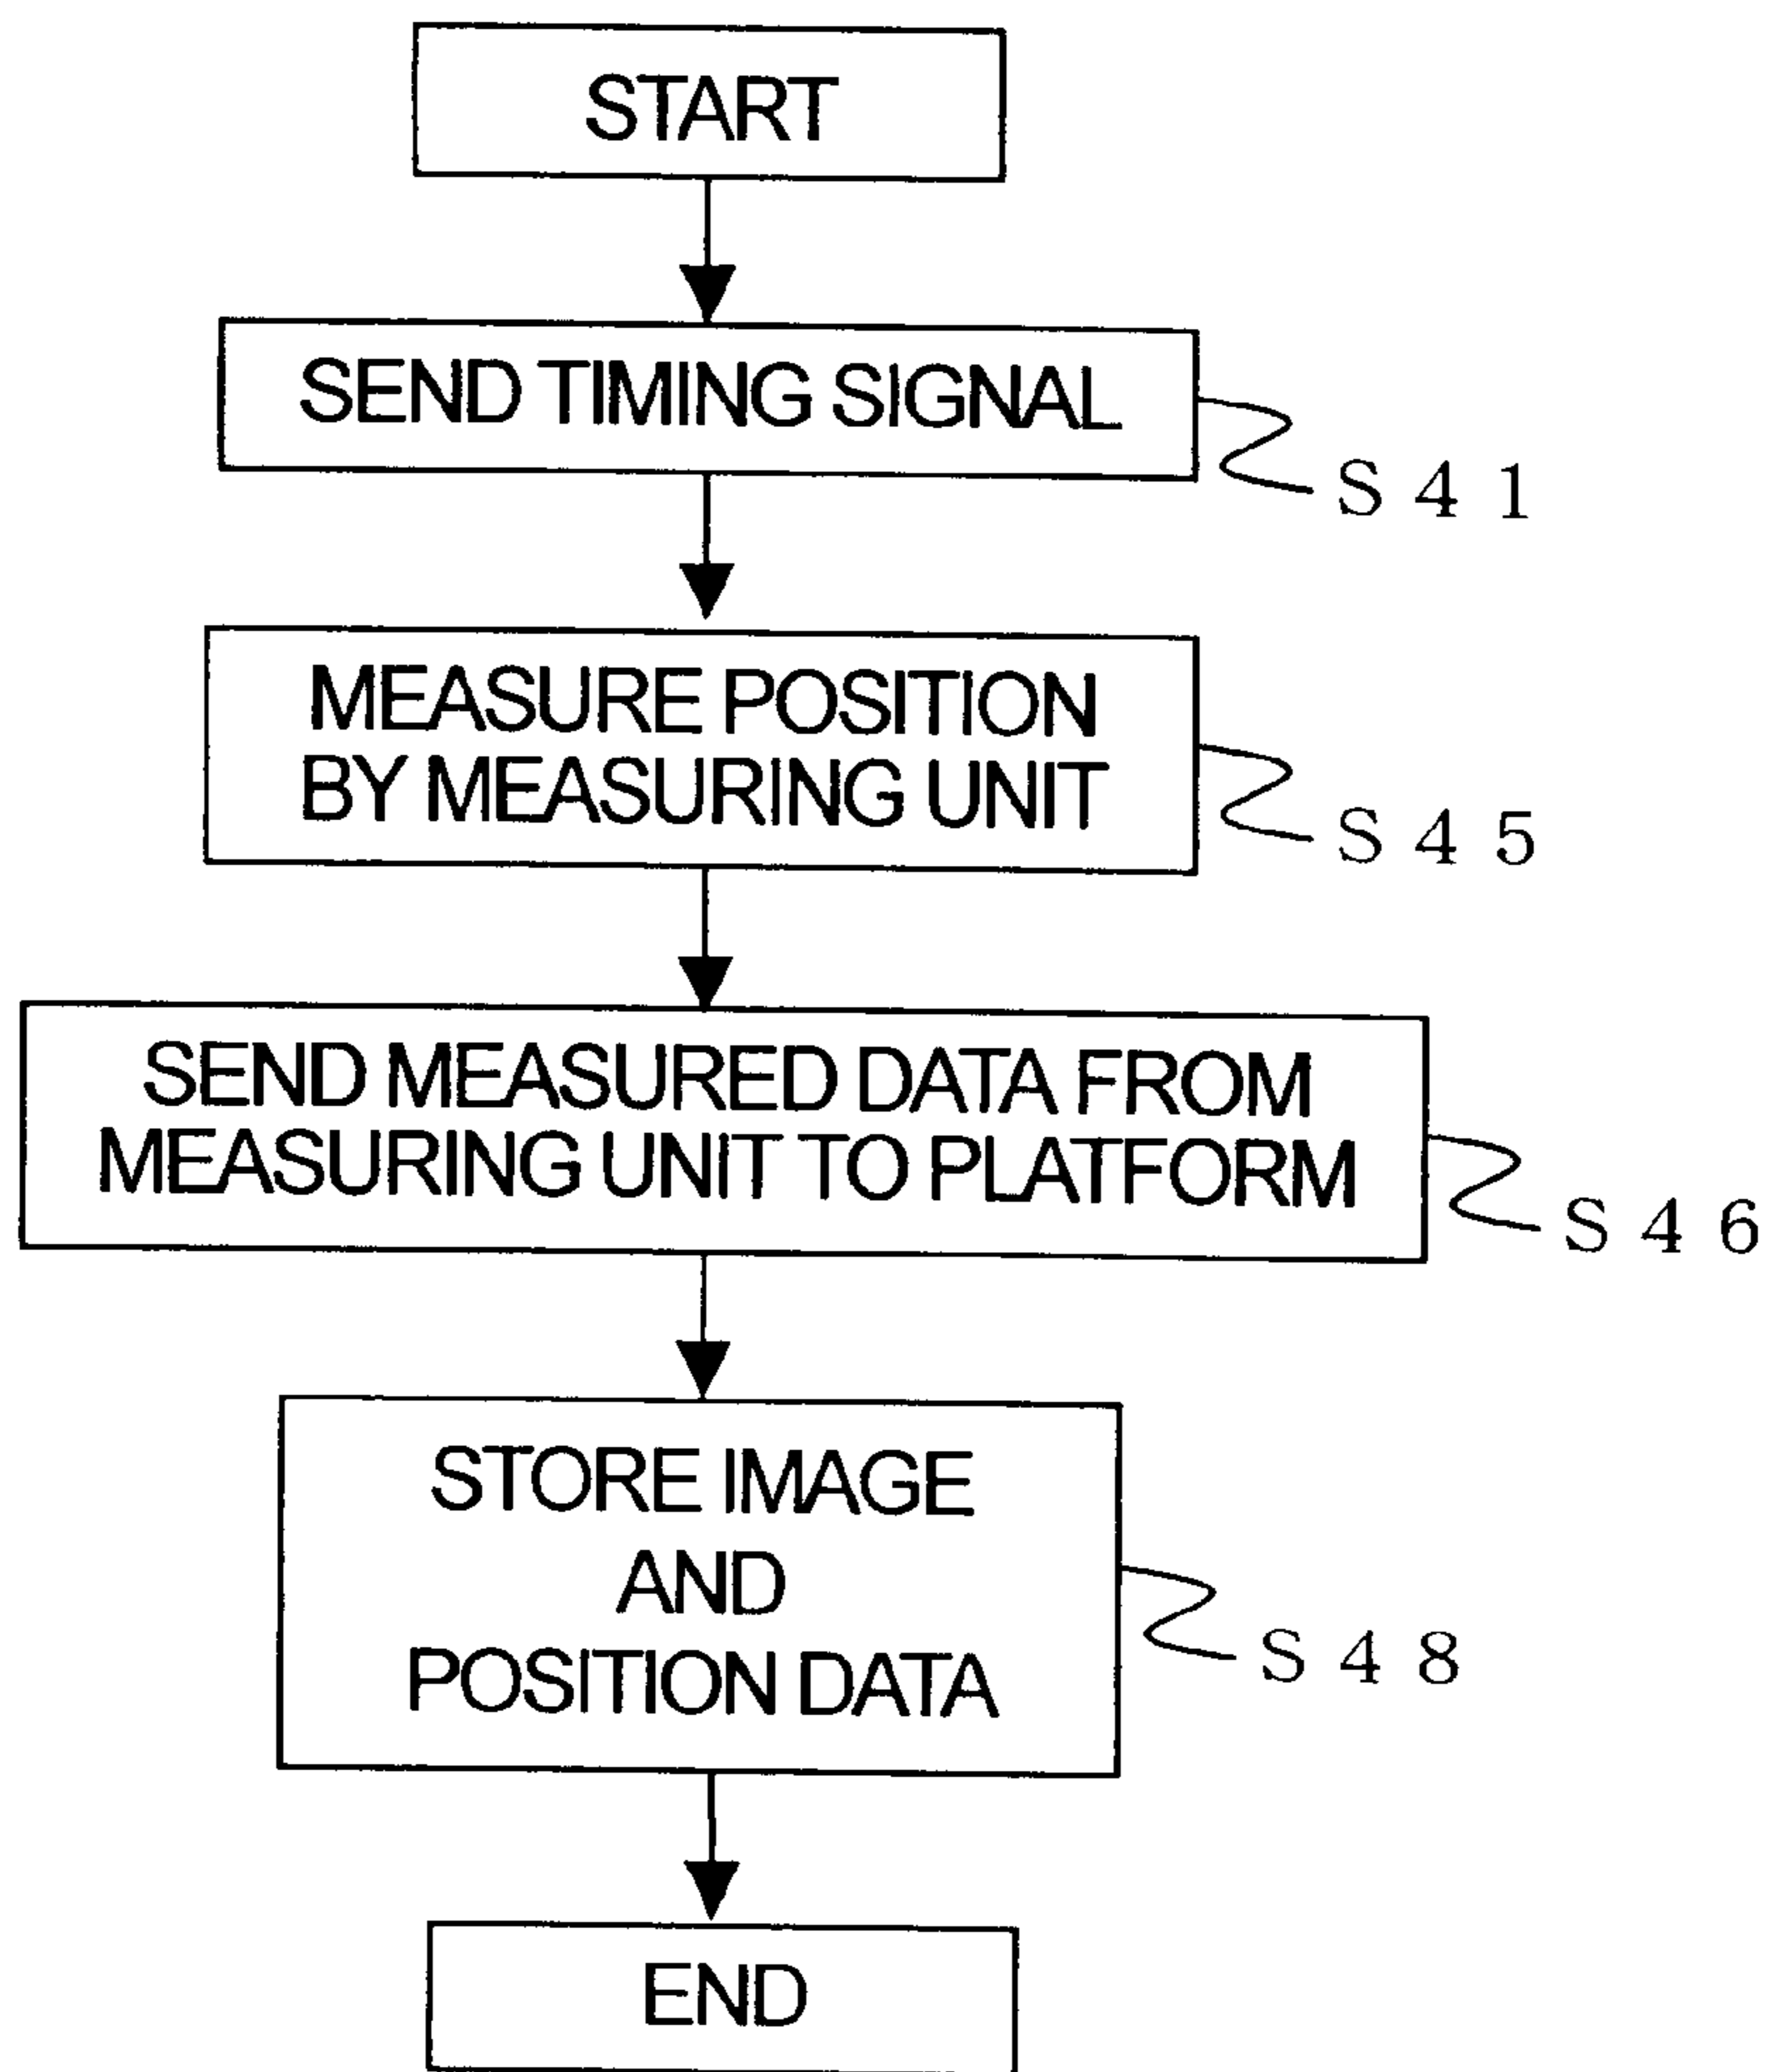 START
SEND TIMING SIGNAL
S 4 1
MEASURE POSITION
BY MEASURING UNIT
S 4 5
SEND MEASURED DATA FROM
MEASURING UNIT TO PLATFORM
S 4 6
STORE IMAGE
AND
POSITION DATA
S 4 8
END